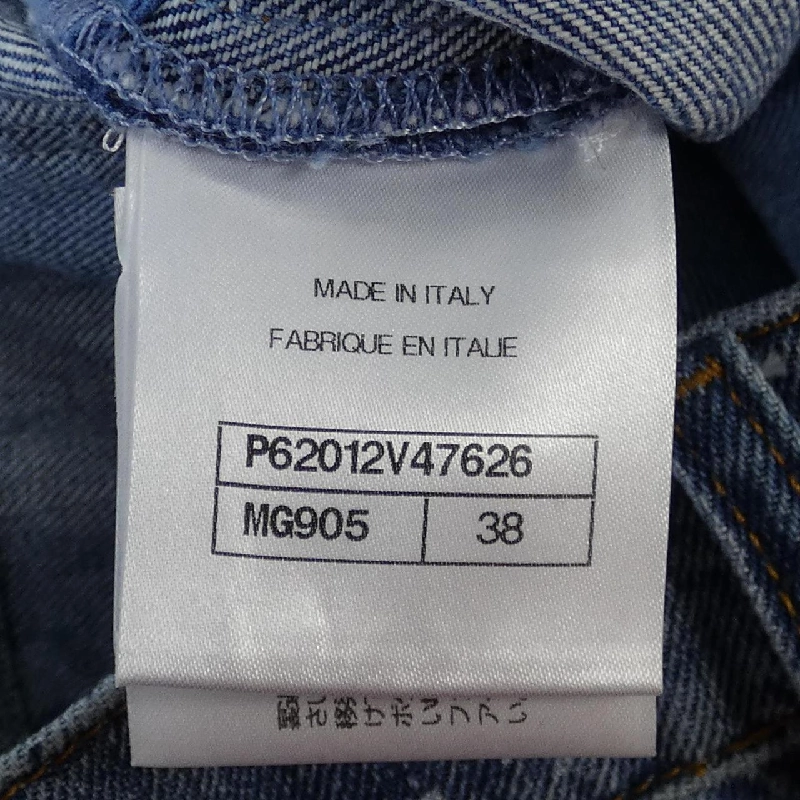 MADE IN ITALY
FABRIQUE EN ITALIE
P62012V47626
MG905 38